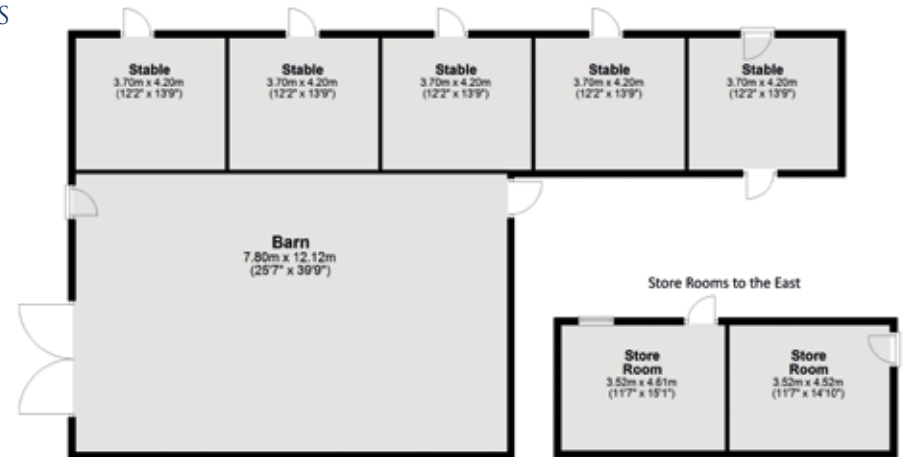 S
Stable
3.70m x 4.20m
(12'2" x 13'9")
Stable
3.70m x 4.20m
(12'2" x 13'9")
Stable
3.70m x 4.20m
(12'2" x 13'9")
Stable
3.70m x 4.20m
(12'2" x 13'9")
Stable
3.70m x 4.20m
(12'2" x 13'9")
Barn
7.80m x 12.12m
(25'7" x 39'9")
Store Rooms to the East
Store
Room
3.52m x 4.61m
(11'7" x 15'1")
Store
Room
3.52m x 4.52m
(11'7" x 14'10")